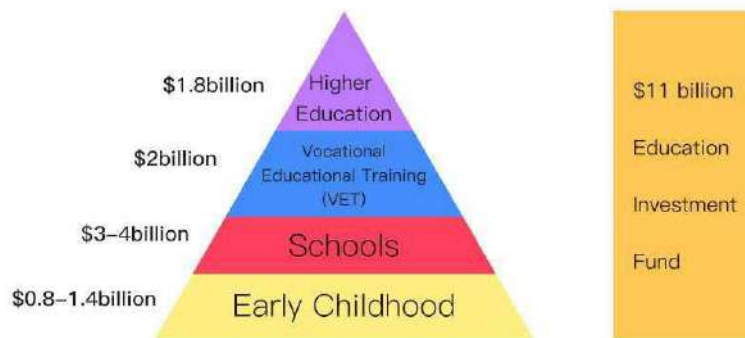 $1.8billion
Higher
Education
$2billion
Vocational
Educational Training
(VET)
$3–4billion
Schools
$0.8–1.4billion
Early Childhood
$11 billion
Education
Investment
Fund